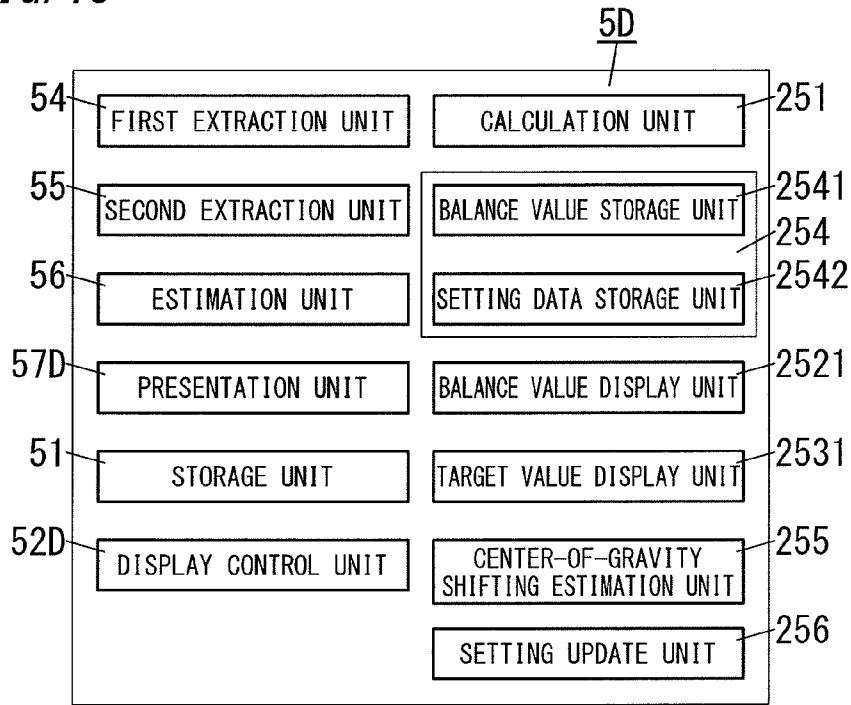 5D
54
FIRST EXTRACTION UNIT
CALCULATION UNIT
251
55
SECOND EXTRACTION UNIT
BALANCE VALUE STORAGE UNIT
2541
254
56
ESTIMATION UNIT
SETTING DATA STORAGE UNIT
2542
57D
PRESENTATION UNIT
BALANCE VALUE DISPLAY UNIT
2521
51
STORAGE UNIT
TARGET VALUE DISPLAY UNIT
2531
52D
DISPLAY CONTROL UNIT
CENTER-OF-GRAVITY
SHIFTING ESTIMATION UNIT
255
SETTING UPDATE UNIT
256